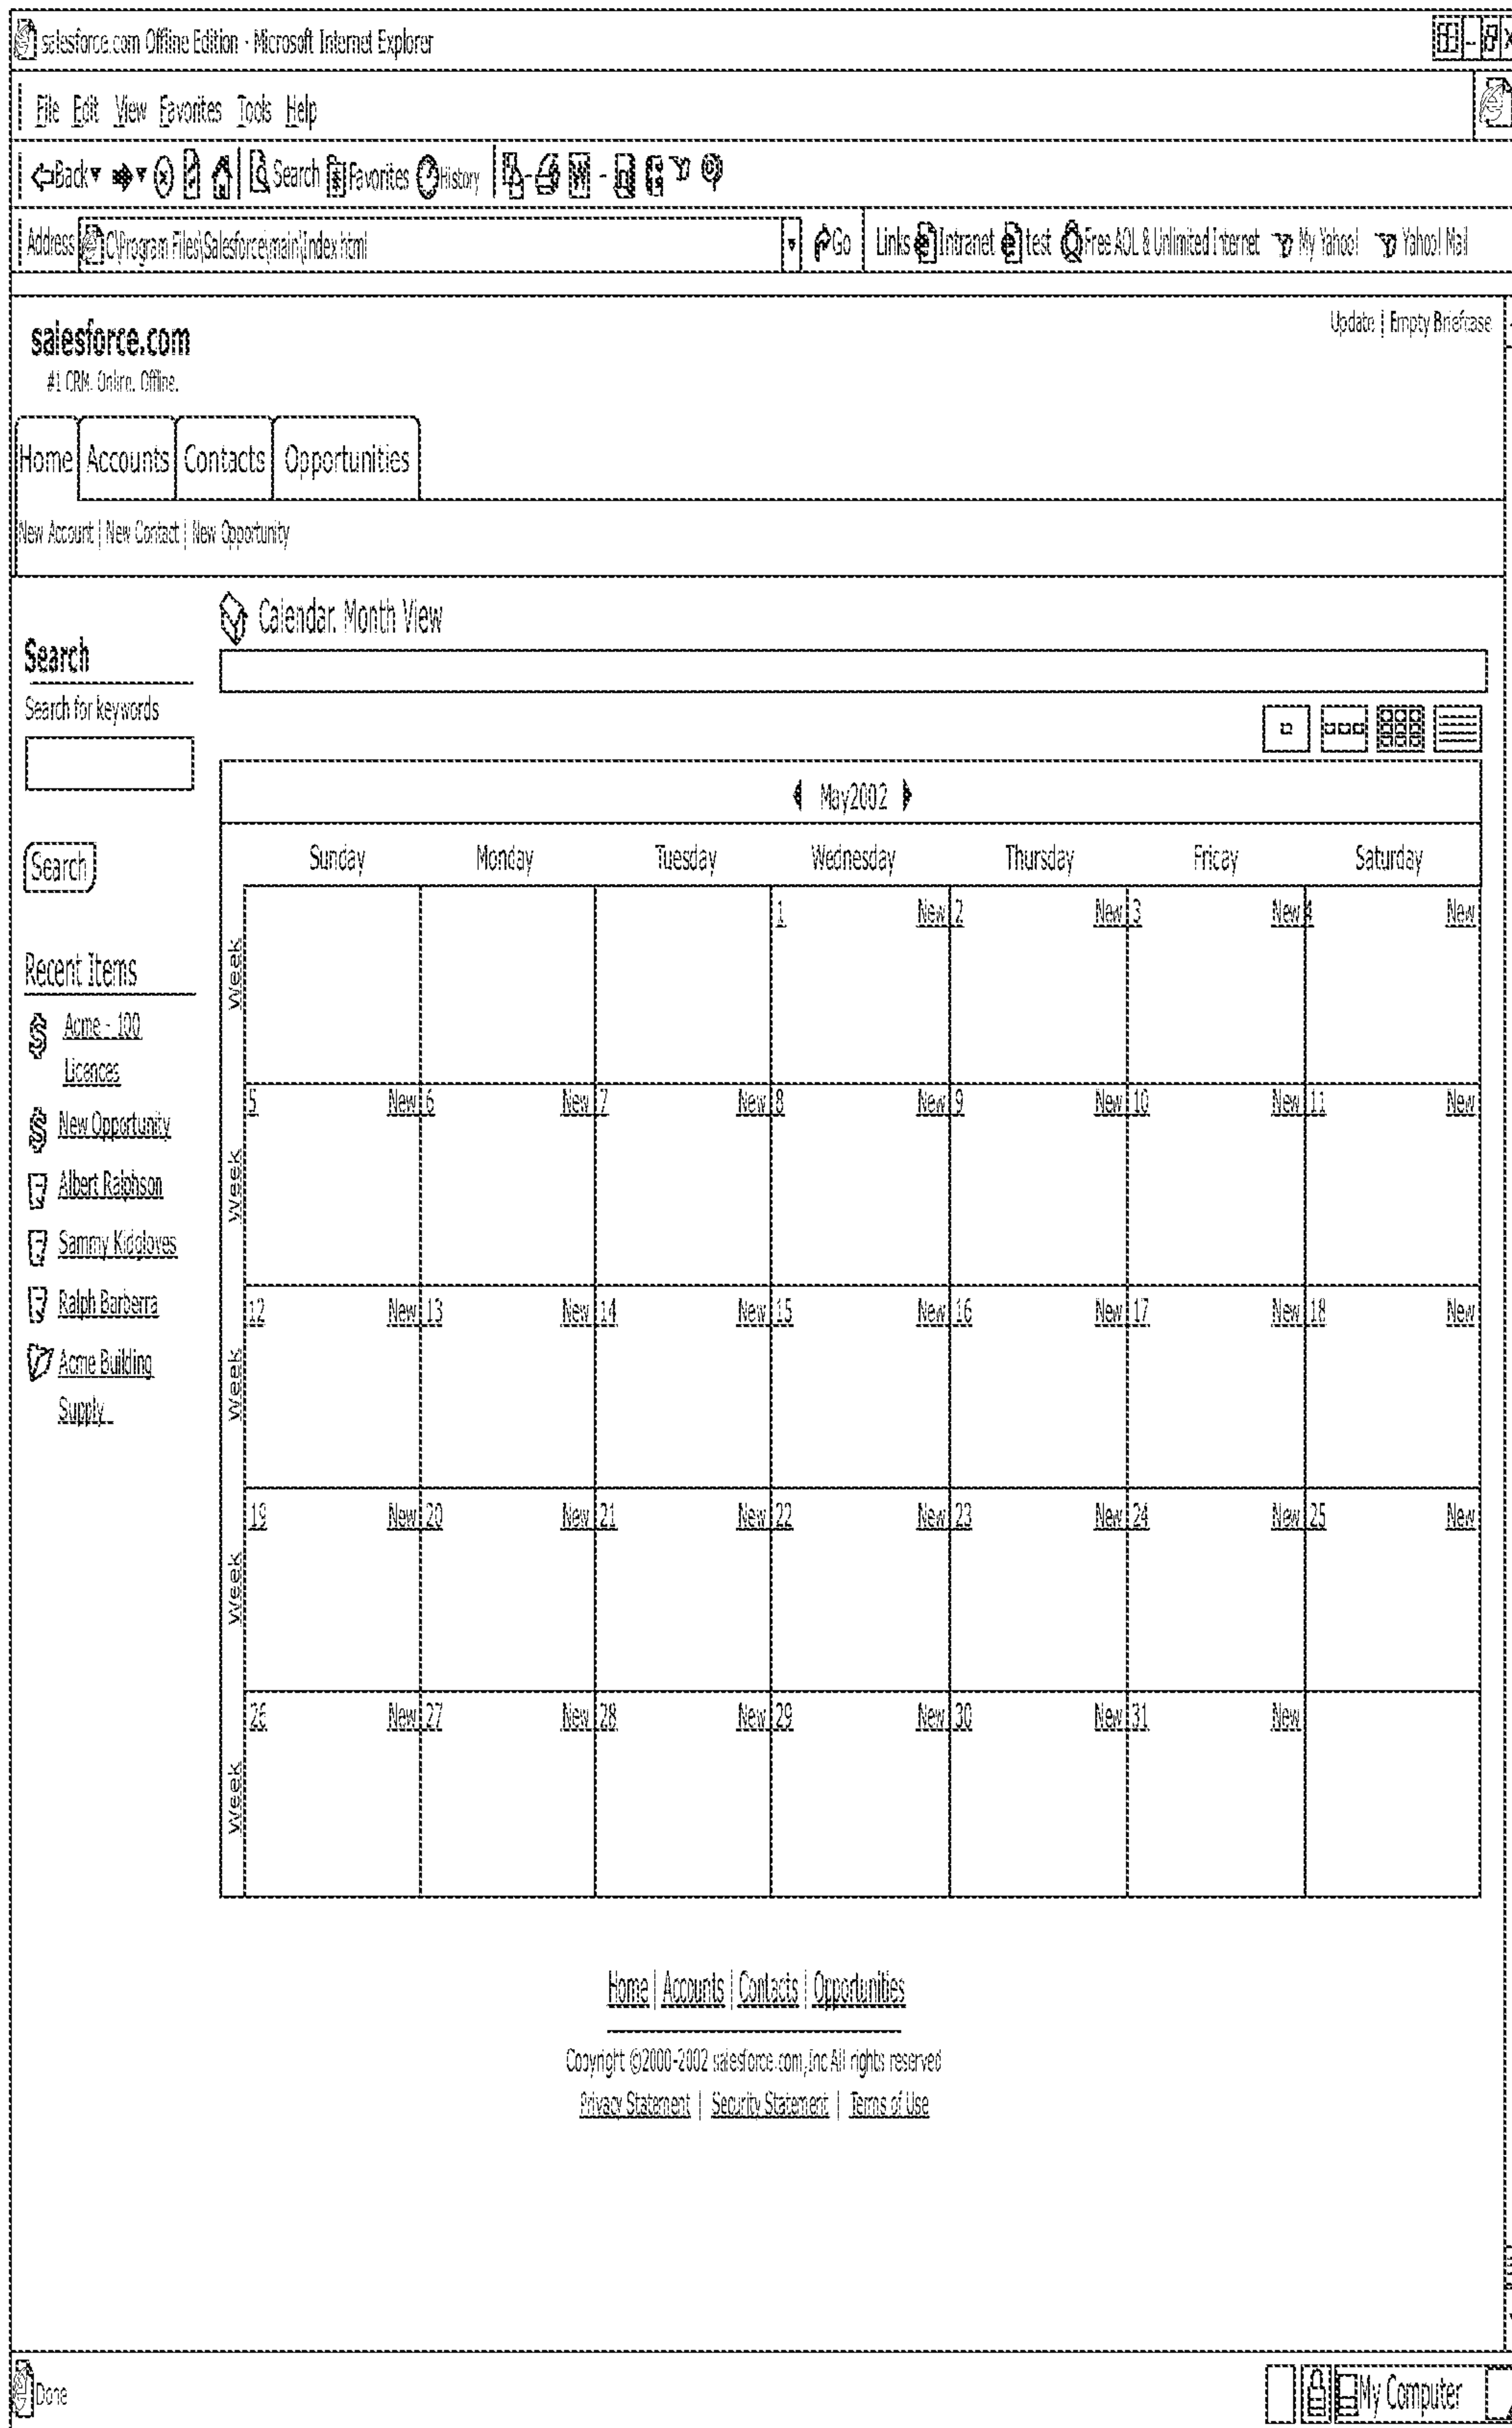 salesforce.com Offline Edition - Microsoft Internet Explorer
File Edit View Favorites Tools Help
Back Search Favorites History
Address C\Program Files\Salesforce\main\Index.html Go Links Intranet test Free AOL & Unlimited Internet My Yahoo! Yahoo! Mail
Update | Empty Briefcase
salesforce.com
#1 CRM. Online. Offline.
Home Accounts Contacts Opportunities
New Account | New Contact | New Opportunity
Calendar. Month View
Search
Search for keywords
Search
Recent Items
Acme - 100
Licences
New Opportunity
Albert Ralphson
Sammy Kidgloves
Ralph Barberra
Acme Building
Supply
May2002
Sunday Monday Tuesday Wednesday Thursday Friday Saturday
Week 1 New 2 New 3 New 4 New
Week 5 New 6 New 7 New 8 New 9 New 10 New 11 New
Week 12 New 13 New 14 New 15 New 16 New 17 New 18 New
Week 19 New 20 New 21 New 22 New 23 New 24 New 25 New
Week 26 New 27 New 28 New 29 New 30 New 31 New
Home | Accounts | Contacts | Opportunities
Copyright ©2000-2002 salesforce.com,Inc All rights reserved
Privacy Statement | Security Statement | Terms of Use
Done My Computer